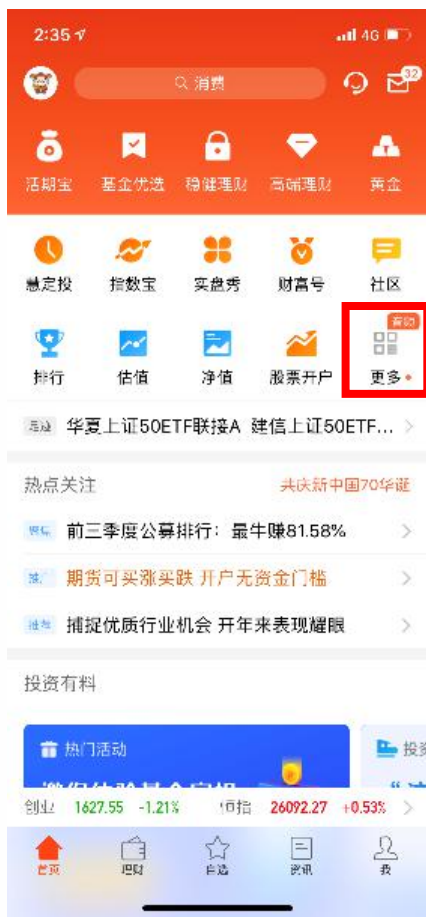 2:35
4G
消费
32
活期宝 基金优选 稳健理财 高端理财 黄金
慧定投 指数宝 实盘秀 财富号 社区
排行 估值 净值 股票开户 更多
足迹 华夏上证50ETF联接A 建信上证50ETF...
热点关注 共庆新中国70华诞
前三季度公募排行：最牛赚81.58%
期货可买涨买跌 开户无资金门槛
推荐 捕捉优质行业机会 开年来表现耀眼
投资有料
热门活动 投资
创业 1627.55 -1.21% 恒指 26092.27 +0.53%
首页 理财 自选 资讯 我